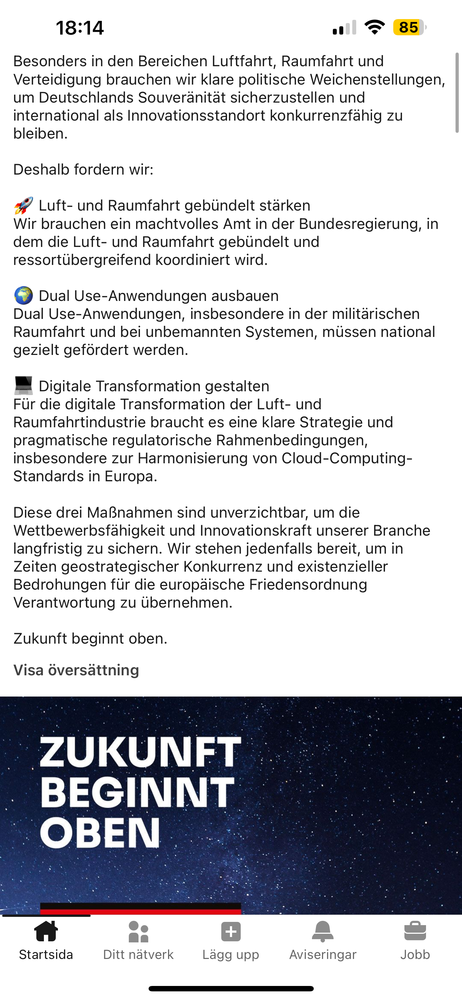 18:14
85
Besonders in den Bereichen Luftfahrt, Raumfahrt und
Verteidigung brauchen wir klare politische Weichenstellungen,
um Deutschlands Souveränität sicherzustellen und
international als Innovationsstandort konkurrenzfähig zu
bleiben.
Deshalb fordern wir:
🚀 Luft- und Raumfahrt gebündelt stärken
Wir brauchen ein machtvolles Amt in der Bundesregierung, in
dem die Luft- und Raumfahrt gebündelt und
ressortübergreifend koordiniert wird.
🌍 Dual Use-Anwendungen ausbauen
Dual Use-Anwendungen, insbesondere in der militärischen
Raumfahrt und bei unbemannten Systemen, müssen national
gezielt gefördert werden.
💻 Digitale Transformation gestalten
Für die digitale Transformation der Luft- und
Raumfahrtindustrie braucht es eine klare Strategie und
pragmatische regulatorische Rahmenbedingungen,
insbesondere zur Harmonisierung von Cloud-Computing-
Standards in Europa.
Diese drei Maßnahmen sind unverzichtbar, um die
Wettbewerbsfähigkeit und Innovationskraft unserer Branche
langfristig zu sichern. Wir stehen jedenfalls bereit, um in
Zeiten geostrategischer Konkurrenz und existenzieller
Bedrohungen für die europäische Friedensordnung
Verantwortung zu übernehmen.
Zukunft beginnt oben.
Visa översättning
ZUKUNFT
BEGINNT
OBEN
Startsida
Ditt nätverk
Lägg upp
Aviseringar
Jobb